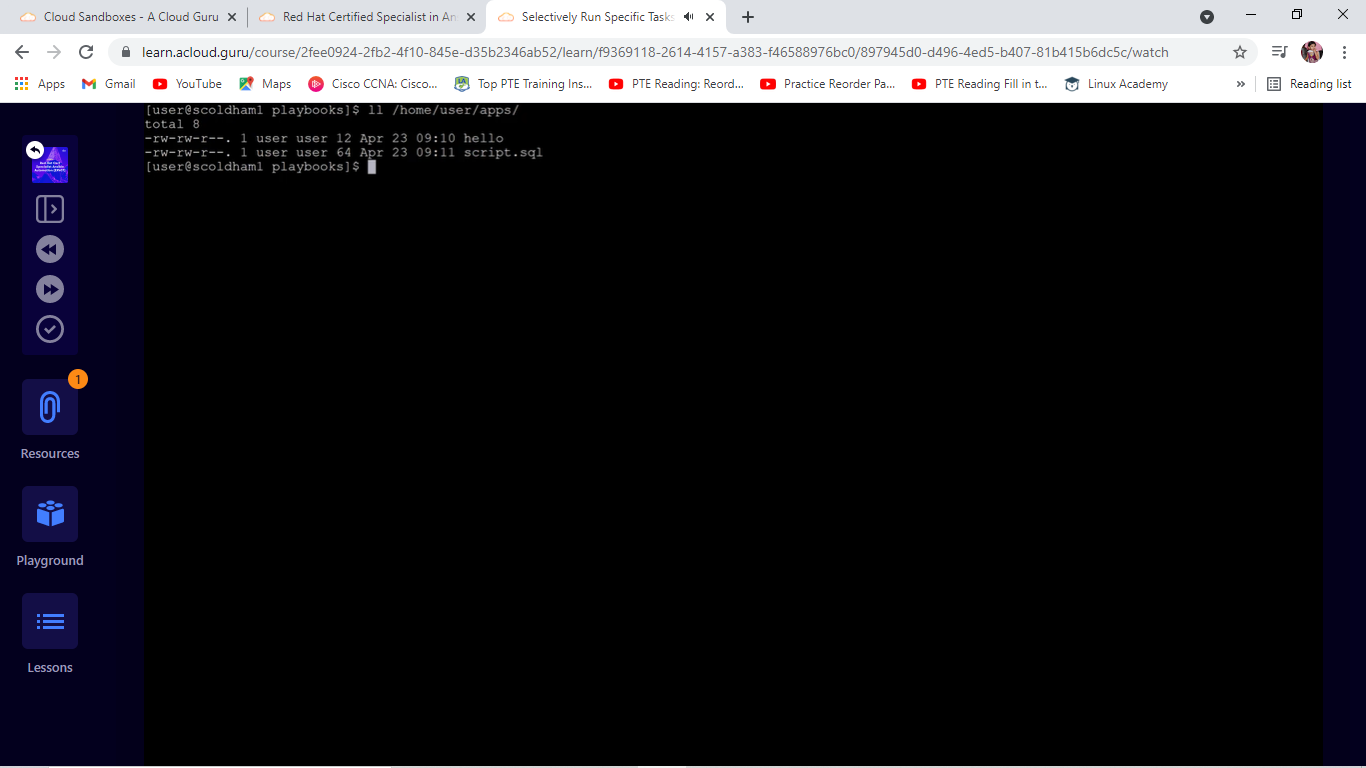 Cloud Sandboxes - A Cloud Guru
Red Hat Certified Specialist in An
Selectively Run Specific Tasks
learn.acloud.guru/course/2fee0924-2fb2-4f10-845e-d35b2346ab52/learn/f9369118-2614-4157-a383-f46588976bc0/897945d0-d496-4ed5-b407-81b415b6dc5c/watch
Apps
Gmail
YouTube
Maps
Cisco CCNA: Cisco...
Top PTE Training Ins...
PTE Reading: Reord...
Practice Reorder Pa...
PTE Reading Fill in t...
Linux Academy
»
Reading list
[user@scoldham1 playbooks]$ ll /home/user/apps/
total 8
-rw-rw-r--. 1 user user 12 Apr 23 09:10 hello
-rw-rw-r--. 1 user user 64 Apr 23 09:11 script.sql
[user@scoldham1 playbooks]$
1
Resources
Playground
Lessons